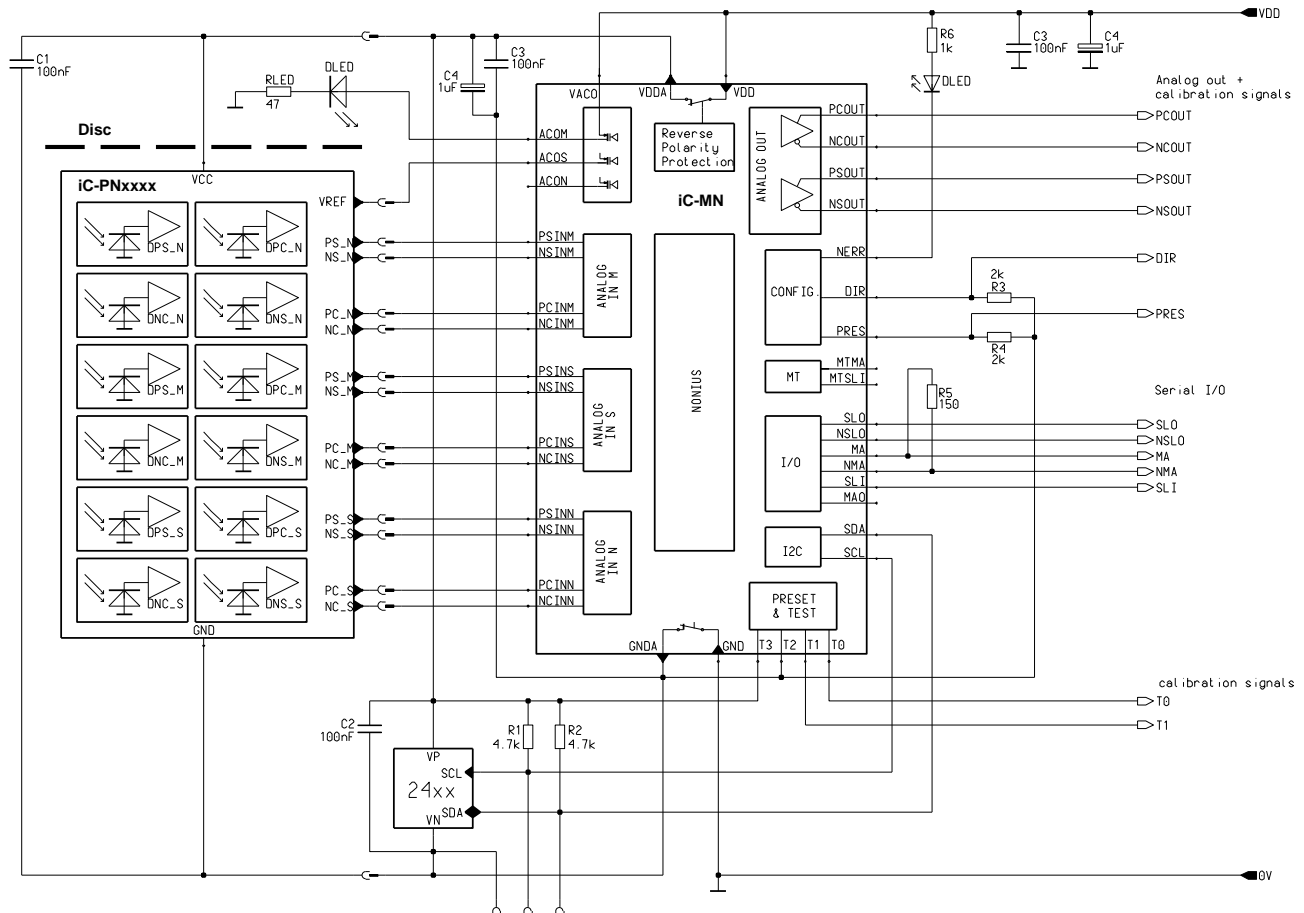 VDD
C1
100nF
C4
1uF
C3
100nF
R6
1k
C3
100nF
C4
1uF
RLED
47
DLED
DLED
Analog out +
calibration signals
VACO
VDDA
VDD
Reverse
Polarity
Protection
ACOM
ACOS
ACON
iC-MN
ANALOG OUT
PCOUT
NCOUT
PSOUT
NSOUT
PCOUT
NCOUT
PSOUT
NSOUT
Disc
iC-PNxxxx
VCC
VREF
DPS_N
DPC_N
DNC_N
DNS_N
DPS_M
DPC_M
DNC_M
DNS_M
DPS_S
DPC_S
DNC_S
DNS_S
GND
PS_N
NS_N
PC_N
NC_N
PS_M
NS_M
PC_M
NC_M
PS_S
NS_S
PC_S
NC_S
PSINM
NSINM
PCINM
NCINM
ANALOG
IN M
PSINS
NSINS
PCINS
NCINS
ANALOG
IN S
PSINN
NSINN
PCINN
NCINN
ANALOG
IN N
NONIUS
CONFIG.
NERR
DIR
PRES
2k
R3
R4
2k
DIR
PRES
MT
MTMA
MTSLI
R5
150
Serial I/O
I/O
SLO
NSLO
MA
NMA
SLI
MAO
SLO
NSLO
MA
NMA
SLI
I2C
SDA
SCL
PRESET
& TEST
GNDA
GND
T3
T2
T1
T0
calibration signals
T0
T1
C2
100nF
R1
4.7k
R2
4.7k
VP
SCL
24xx
SDA
VN
0V